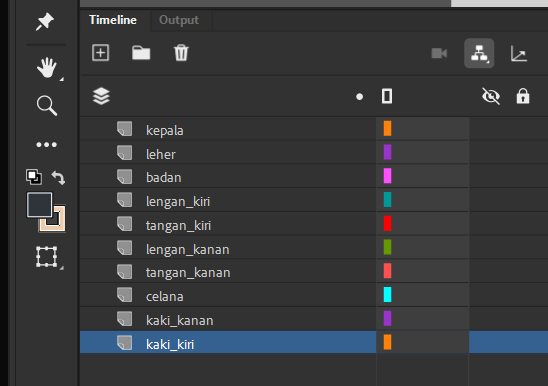 Timeline Output
kepala
leher
badan
lengan_kiri
tangan_kiri
lengan_kanan
tangan_kanan
celana
kaki_kanan
kaki_kiri